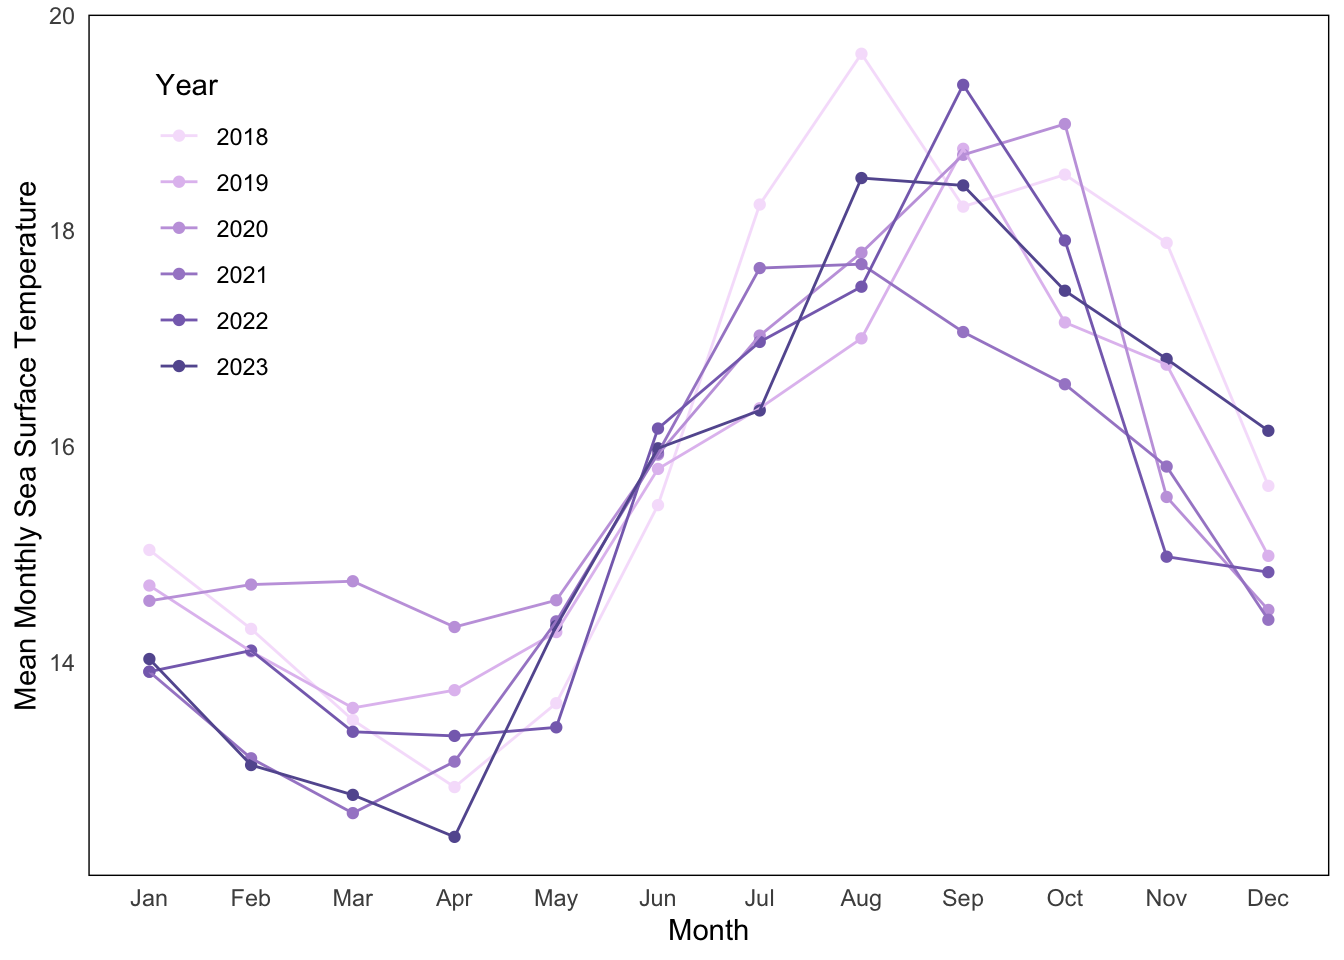 20
18
16
14
Mean Monthly Sea Surface Temperature
Year
2018
2019
2020
2021
2022
2023
Jan Feb Mar Apr May Jun Jul Aug Sep Oct Nov Dec
Month